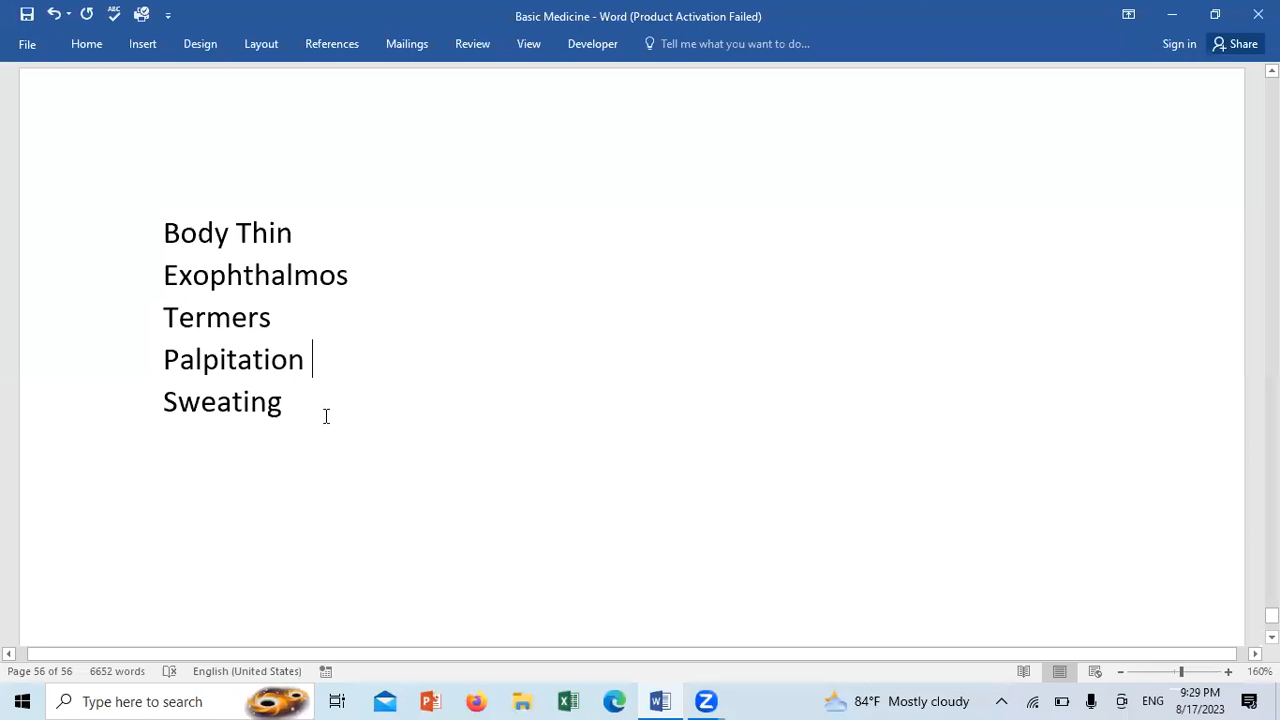 Basic Medicine - Word (Product Activation Failed)
File Home Insert Design Layout References Mailings Review View Developer Tell me what you want to do... Sign in Share
Body Thin
Exophthalmos
Termers
Palpitation
Sweating
Page 56 of 56 6652 words English (United States) 160%
Type here to search 84°F Mostly cloudy ENG 9:29 PM
8/17/2023